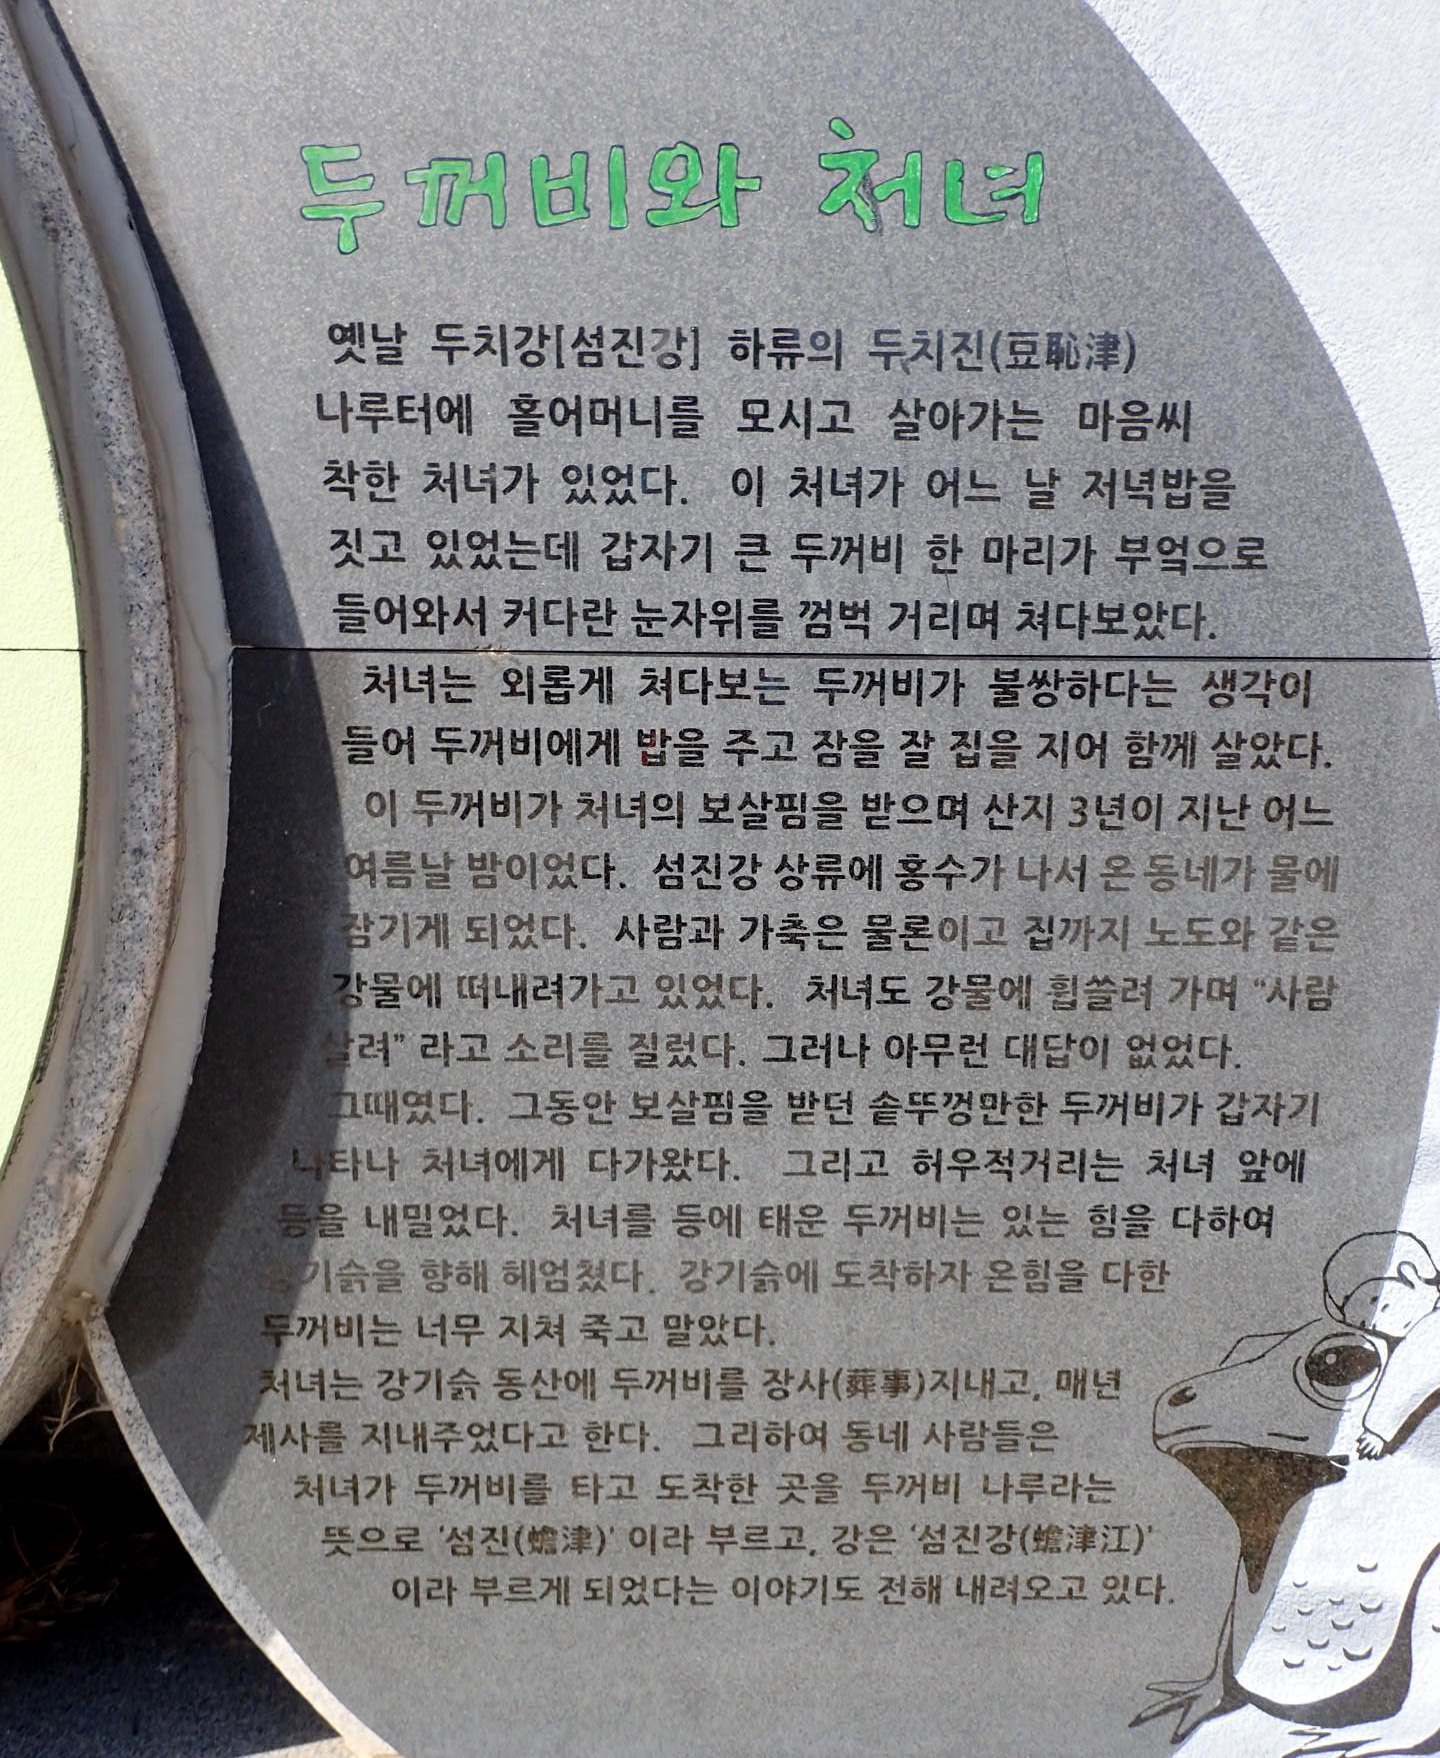 두꺼비와 처녀
옛날 두치강[섬진강] 하류의 두치진(豆恥津)
나루터에 홀어머니를 모시고 살아가는 마음씨
착한 처녀가 있었다. 이 처녀가 어느 날 저녁밥을
짓고 있었는데 갑자기 큰 두꺼비 한 마리가 부엌으로
들어와서 커다란 눈자위를 껌벅 거리며 쳐다보았다.
처녀는 외롭게 쳐다보는 두꺼비가 불쌍하다는 생각이
들어 두꺼비에게 밥을 주고 잠을 잘 집을 지어 함께 살았다.
이 두꺼비가 처녀의 보살핌을 받으며 산지 3년이 지난 어느
여름날 밤이었다. 섬진강 상류에 홍수가 나서 온 동네가 물에
잠기게 되었다. 사람과 가축은 물론이고 집까지 노도와 같은
강물에 떠내려가고 있었다. 처녀도 강물에 휩쓸려 가며 “사람
살려” 라고 소리를 질렀다. 그러나 아무런 대답이 없었다.
그때였다. 그동안 보살핌을 받던 솥뚜껑만한 두꺼비가 갑자기
나타나 처녀에게 다가왔다. 그리고 허우적거리는 처녀 앞에
등을 내밀었다. 처녀를 등에 태운 두꺼비는 있는 힘을 다하여
강기슭을 향해 헤엄쳤다. 강기슭에 도착하자 온힘을 다한
두꺼비는 너무 지쳐 죽고 말았다.
처녀는 강기슭 동산에 두꺼비를 장사(葬事)지내고, 매년
제사를 지내주었다고 한다. 그리하여 동네 사람들은
처녀가 두꺼비를 타고 도착한 곳을 두꺼비 나루라는
뜻으로 ‘섬진(蟾津)’ 이라 부르고, 강은 ‘섬진강(蟾津江)’
이라 부르게 되었다는 이야기도 전해 내려오고 있다.